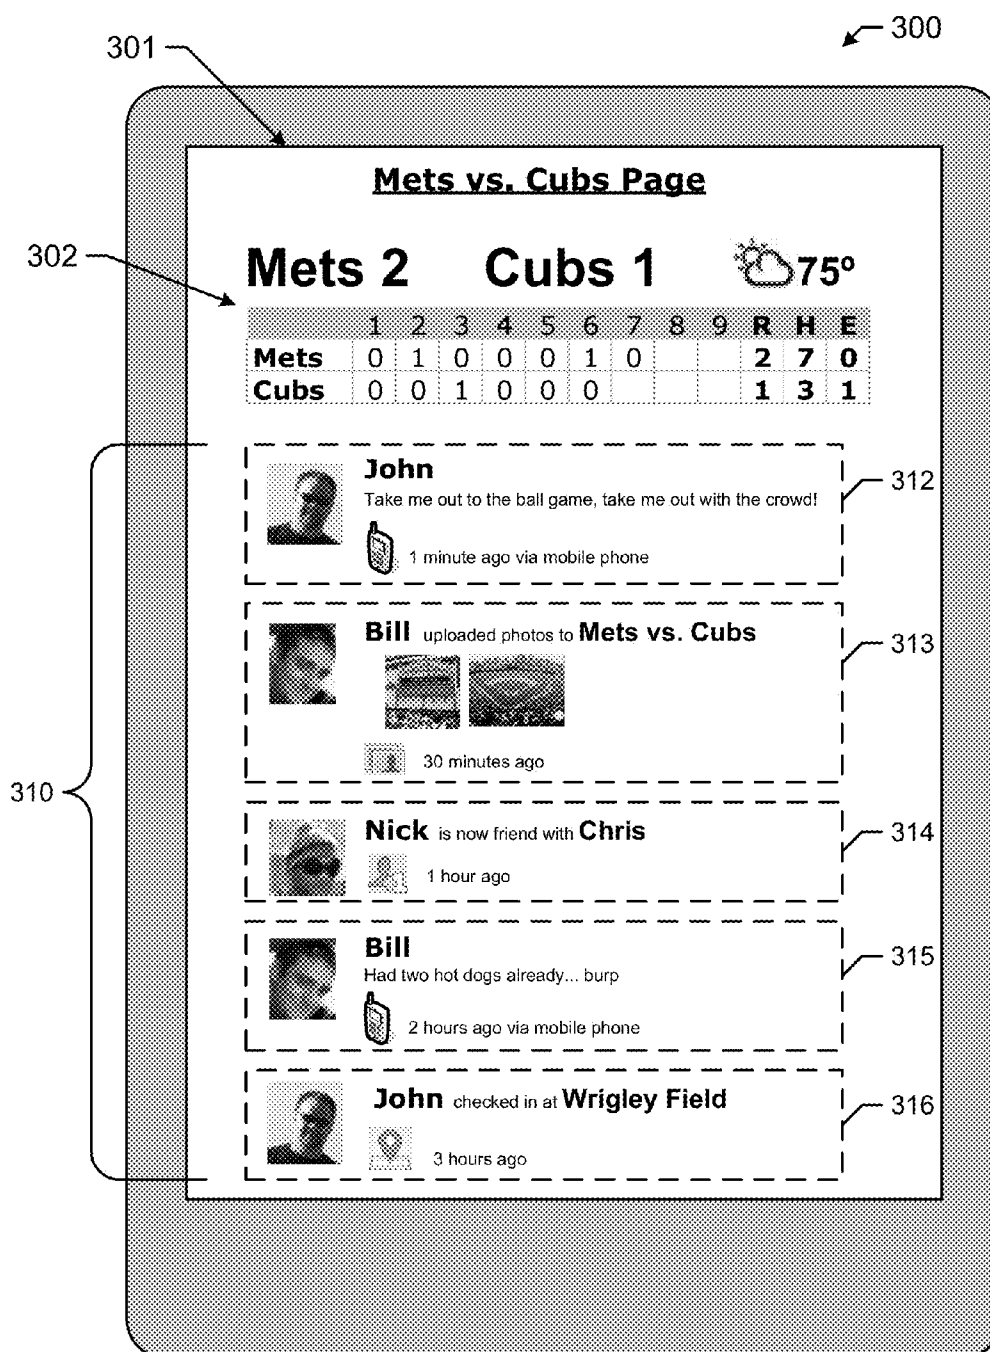 300
301
Mets vs. Cubs Page
302
Mets 2 Cubs 1 75º
1 2 3 4 5 6 7 8 9 R H E
Mets 0 1 0 0 0 1 0 2 7 0
Cubs 0 0 1 0 0 0 1 3 1
310
John
312
Take me out to the ball game, take me out with the crowd!
1 minute ago via mobile phone
Bill uploaded photos to Mets vs. Cubs
313
30 minutes ago
Nick is now friend with Chris
314
1 hour ago
Bill
315
Had two hot dogs already... burp
2 hours ago via mobile phone
John checked in at Wrigley Field
316
3 hours ago